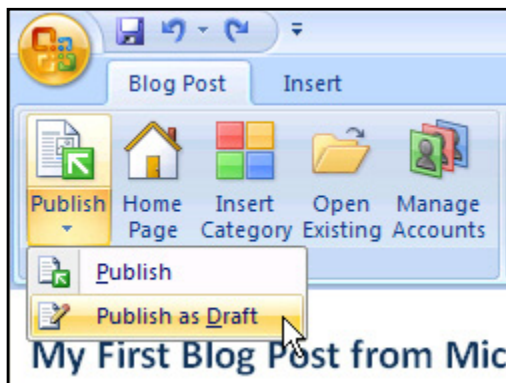 Blog Post Insert
Publish Home Insert Open Manage
Page Category Existing Accounts
Publish
Publish as Draft
My First Blog Post from Mic